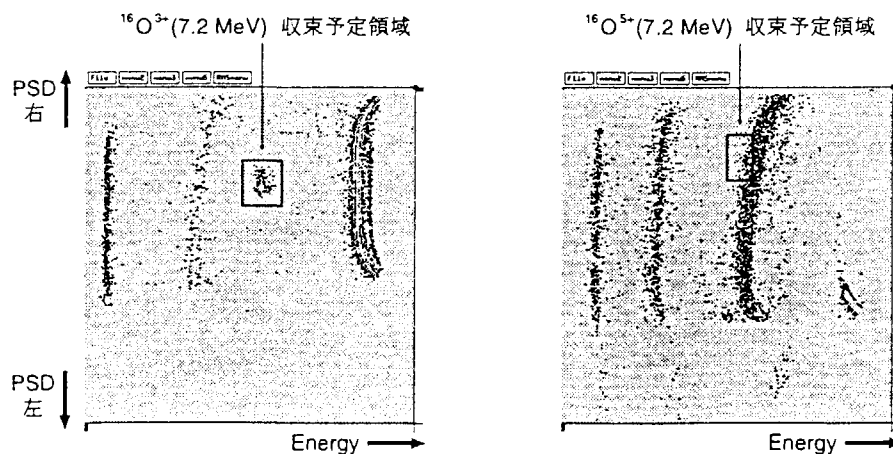 ¹⁶O³⁺(7.2 MeV) 収束予定領域
¹⁶O⁵⁺(7.2 MeV) 収束予定領域
File
PSD
右
PSD
左
Energy
Energy